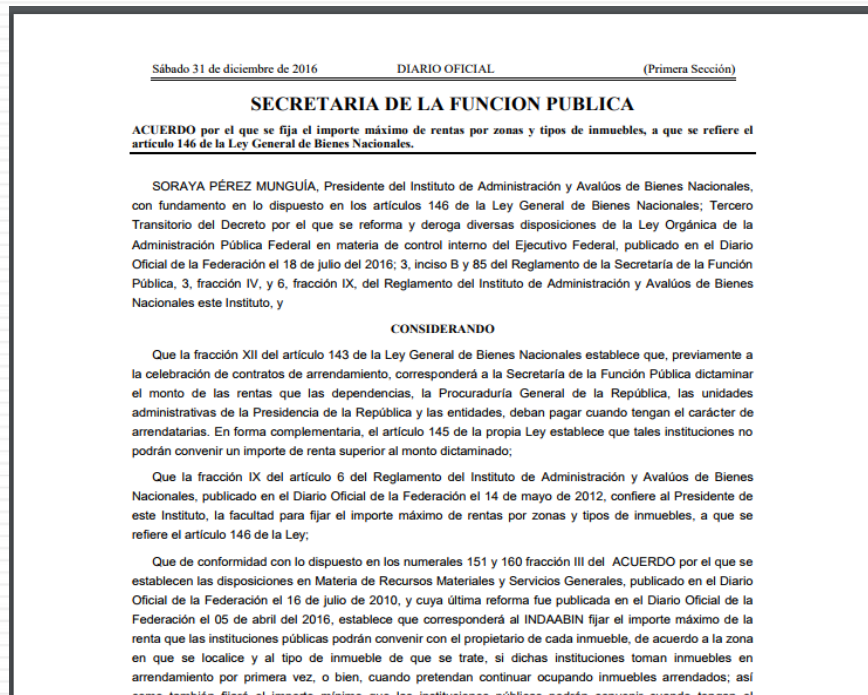 Sábado 31 de diciembre de 2016 DIARIO OFICIAL (Primera Sección)
SECRETARIA DE LA FUNCION PUBLICA
ACUERDO por el que se fija el importe máximo de rentas por zonas y tipos de inmuebles, a que se refiere el
artículo 146 de la Ley General de Bienes Nacionales.
SORAYA PÉREZ MUNGUÍA, Presidente del Instituto de Administración y Avalúos de Bienes Nacionales,
con fundamento en lo dispuesto en los artículos 146 de la Ley General de Bienes Nacionales; Tercero
Transitorio del Decreto por el que se reforma y deroga diversas disposiciones de la Ley Orgánica de la
Administración Pública Federal en materia de control interno del Ejecutivo Federal, publicado en el Diario
Oficial de la Federación el 18 de julio del 2016; 3, inciso B y 85 del Reglamento de la Secretaría de la Función
Pública, 3, fracción IV, y 6, fracción IX, del Reglamento del Instituto de Administración y Avalúos de Bienes
Nacionales este Instituto, y
CONSIDERANDO
Que la fracción XII del artículo 143 de la Ley General de Bienes Nacionales establece que, previamente a
la celebración de contratos de arrendamiento, corresponderá a la Secretaría de la Función Pública dictaminar
el monto de las rentas que las dependencias, la Procuraduría General de la República, las unidades
administrativas de la Presidencia de la República y las entidades, deban pagar cuando tengan el carácter de
arrendatarias. En forma complementaria, el artículo 145 de la propia Ley establece que tales instituciones no
podrán convenir un importe de renta superior al monto dictaminado;
Que la fracción IX del artículo 6 del Reglamento del Instituto de Administración y Avalúos de Bienes
Nacionales, publicado en el Diario Oficial de la Federación el 14 de mayo de 2012, confiere al Presidente de
este Instituto, la facultad para fijar el importe máximo de rentas por zonas y tipos de inmuebles, a que se
refiere el artículo 146 de la Ley;
Que de conformidad con lo dispuesto en los numerales 151 y 160 fracción III del ACUERDO por el que se
establecen las disposiciones en Materia de Recursos Materiales y Servicios Generales, publicado en el Diario
Oficial de la Federación el 16 de julio de 2010, y cuya última reforma fue publicada en el Diario Oficial de la
Federación el 05 de abril del 2016, establece que corresponderá al INDAABIN fijar el importe máximo de la
renta que las instituciones públicas podrán convenir con el propietario de cada inmueble, de acuerdo a la zona
en que se localice y al tipo de inmueble de que se trate, si dichas instituciones toman inmuebles en
arrendamiento por primera vez, o bien, cuando pretendan continuar ocupando inmuebles arrendados; así
como también fijará el importe mínimo que las instituciones públicas podrán convenir cuando tengan el